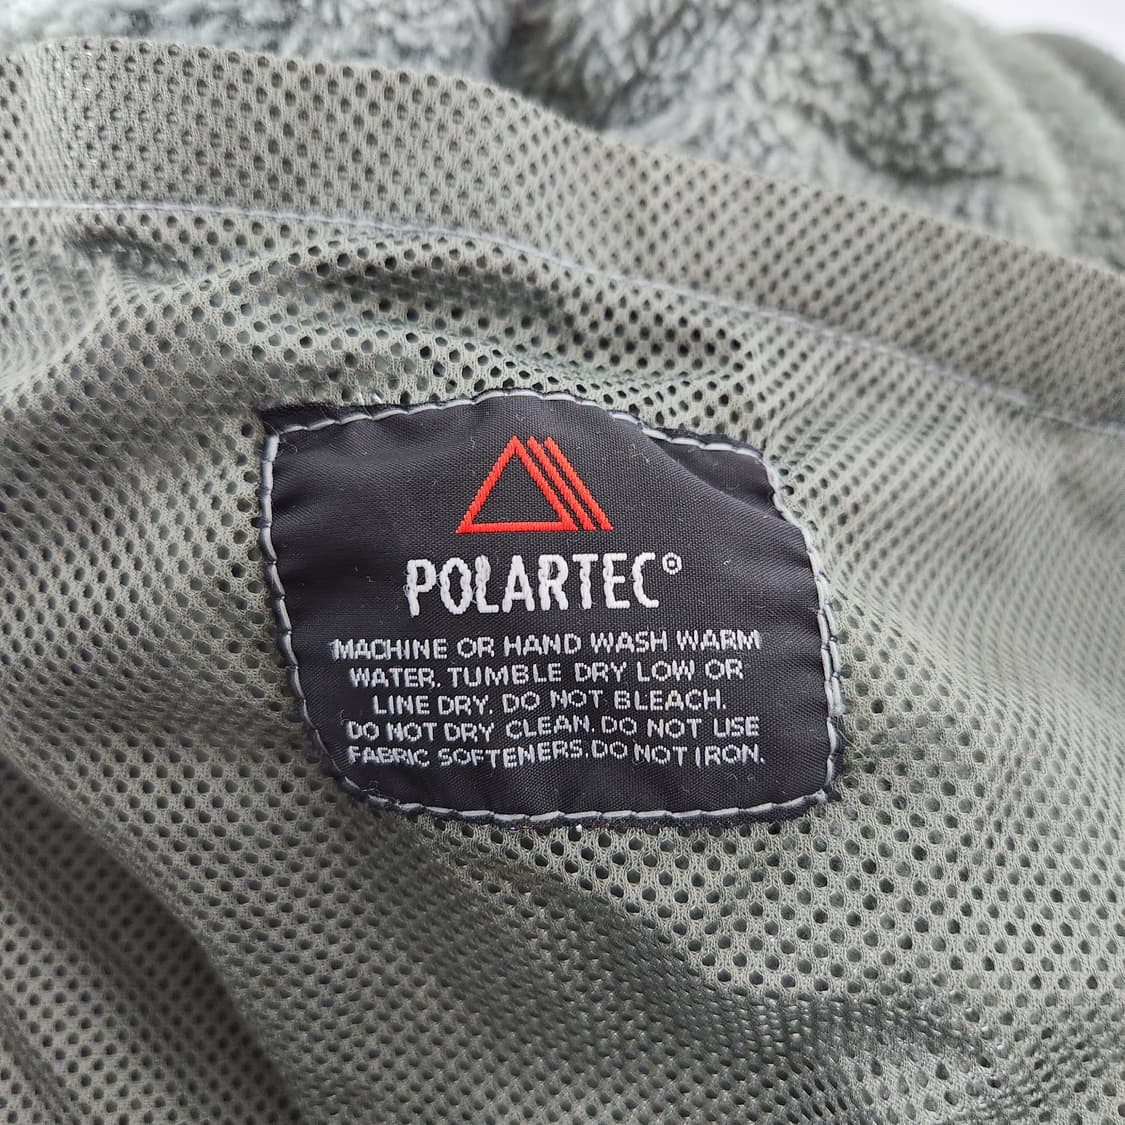 POLARTEC®
MACHINE OR HAND WASH WARM
WATER. TUMBLE DRY LOW OR
LINE DRY. DO NOT BLEACH.
DO NOT DRY CLEAN. DO NOT USE
FABRIC SOFTENERS. DO NOT IRON.